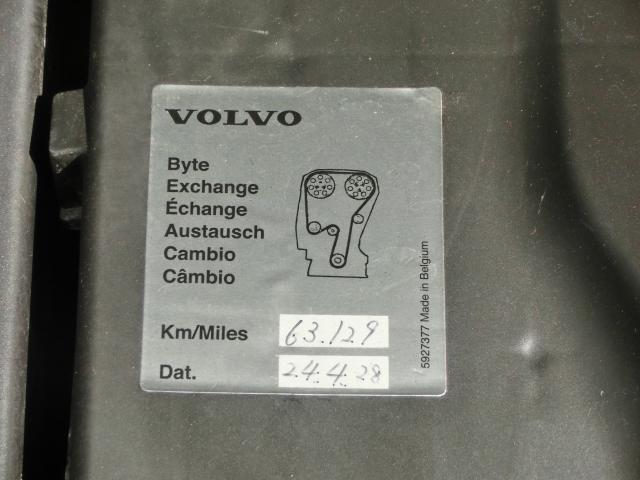 VOLVO
Byte
Exchange
Échange
Austausch
Cambio
Câmbio
Km/Miles 63.129
Dat. 24.4.28
5927377 Made in Belgium